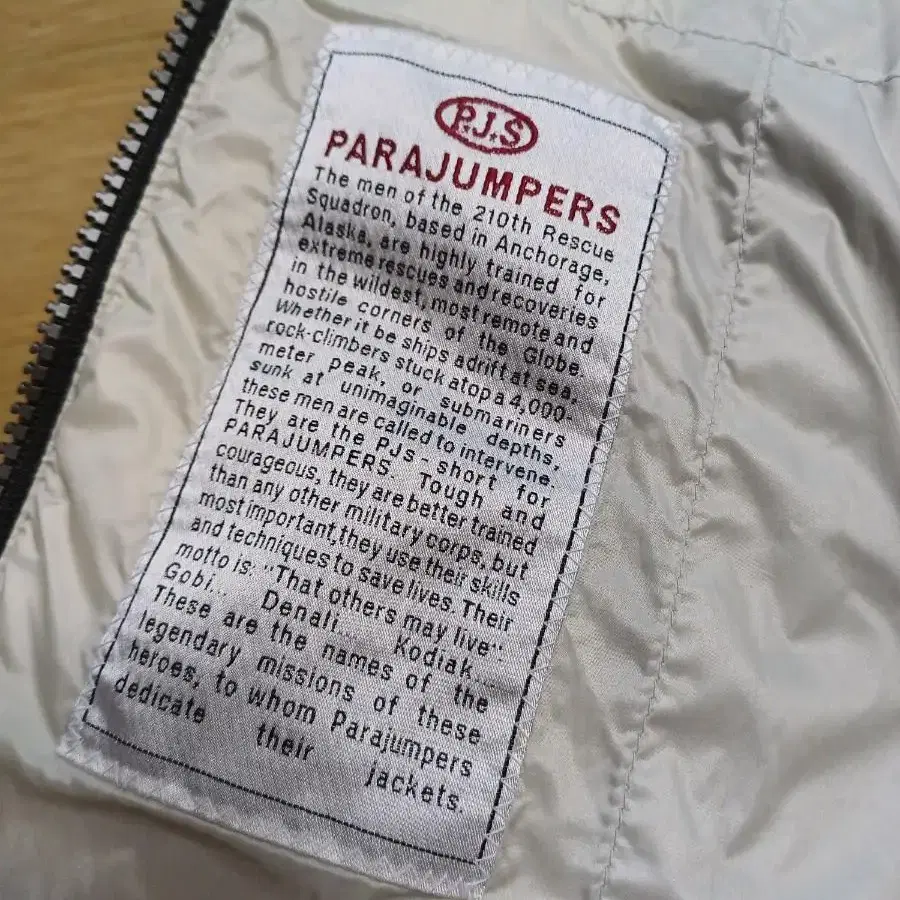 P.J.S
PARAJUMPERS
The men of the 210th Rescue
Squadron, based in Anchorage,
Alaska, are highly trained for
extreme rescues and recoveries
in the wildest, most remote and
hostile corners of the Globe.
Whether it be ships adrift at sea,
rock-climbers stuck atop a 4,000-
meter peak, or submariners
sunk at unimaginable depths,
these men are called to intervene.
They are the PJs - short for
PARAJUMPERS. Tough and
courageous, they are better trained
than any other military corps, but
most important, they use their skills
and techniques to save lives. Their
motto is: "That others may live".
Gobi... Denali... Kodiak...
These are the names of the
legendary missions of these
heroes, to whom Parajumpers
dedicate their jackets.